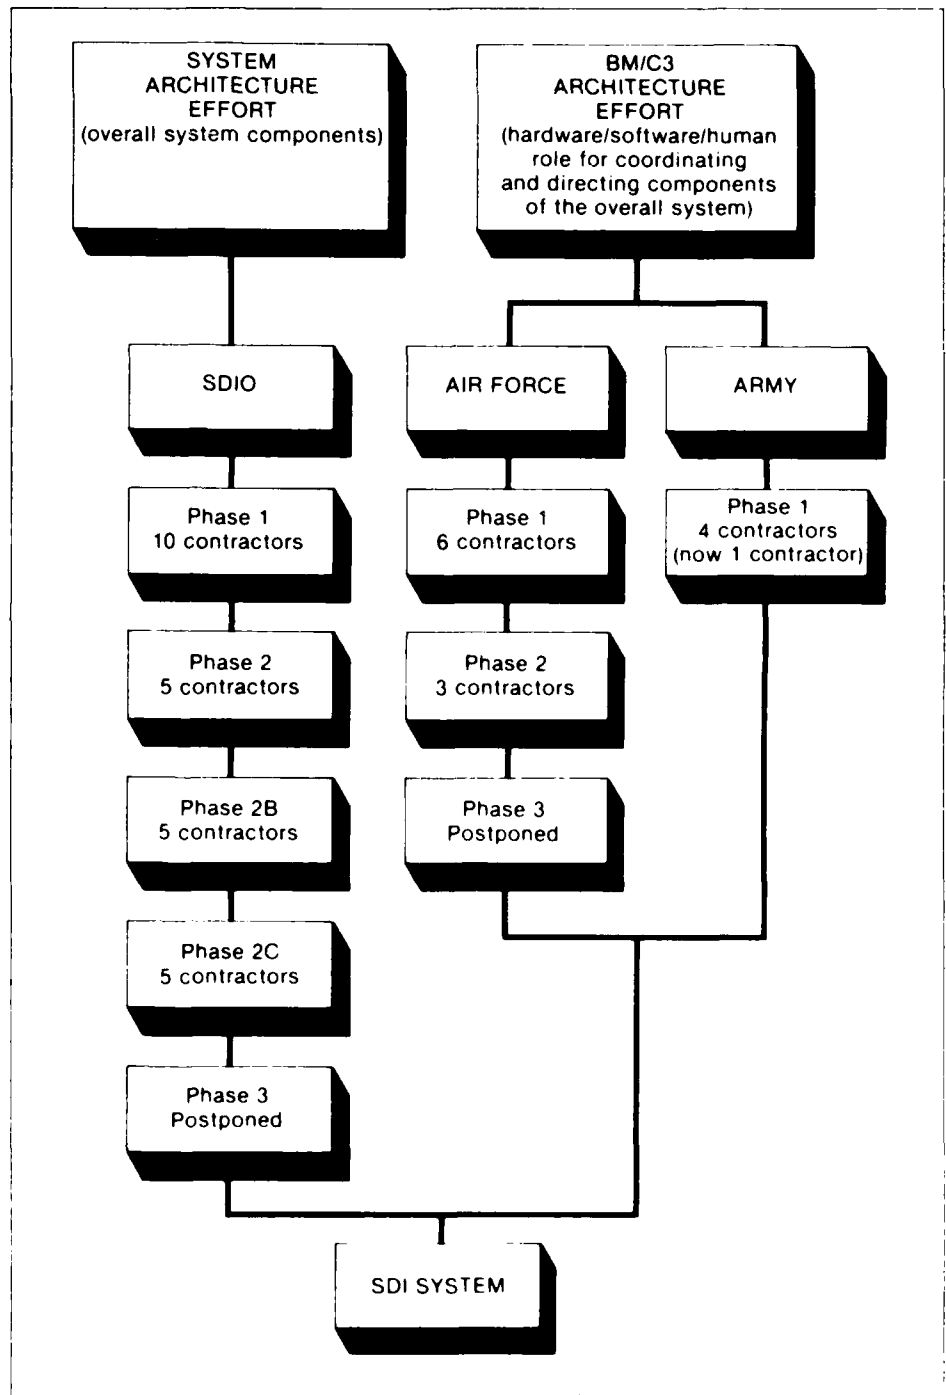 SYSTEM
ARCHITECTURE
EFFORT
(overall system components)
BM/C3
ARCHITECTURE
EFFORT
(hardware/software/human
role for coordinating
and directing components
of the overall system)
SDIO
AIR FORCE
ARMY
Phase 1
10 contractors
Phase 1
6 contractors
Phase 1
4 contractors
(now 1 contractor)
Phase 2
5 contractors
Phase 2
3 contractors
Phase 2B
5 contractors
Phase 3
Postponed
Phase 2C
5 contractors
Phase 3
Postponed
SDI SYSTEM